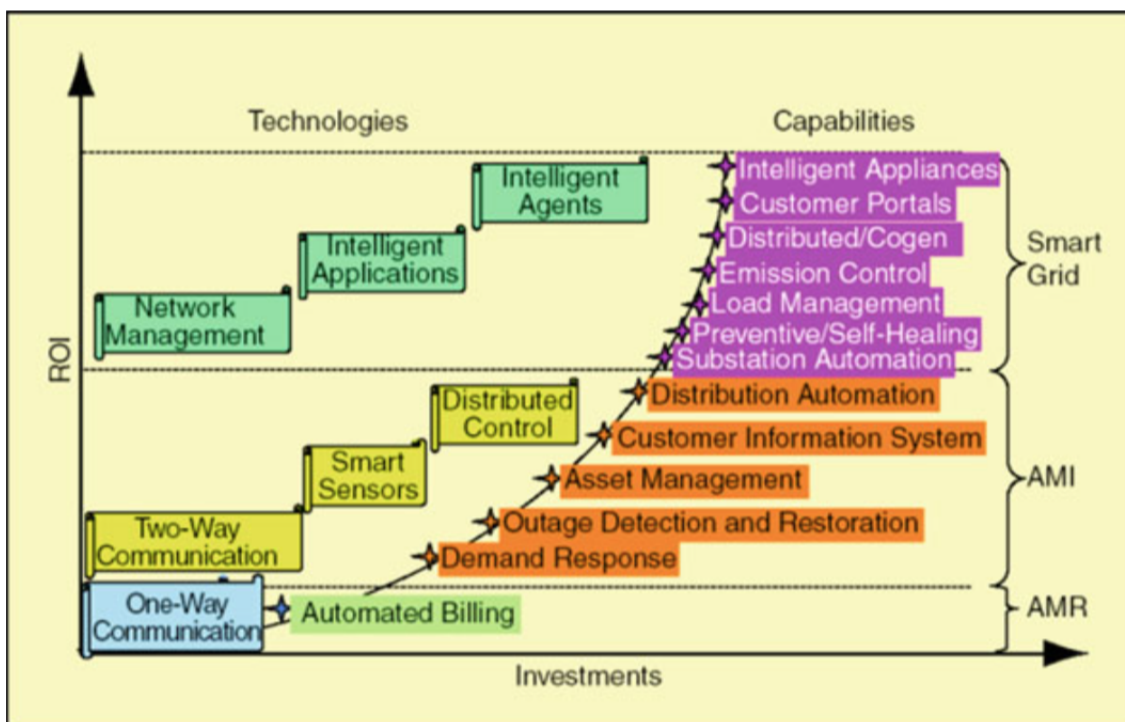 Technologies
Capabilities
Intelligent
Agents
Intelligent
Applications
Network
Management
Intelligent Appliances
Customer Portals
Distributed/Cogen
Emission Control
Load Management
Preventive/Self-Healing
Substation Automation
Smart
Grid
ROI
Distributed
Control
Smart
Sensors
Two-Way
Communication
Distribution Automation
Customer Information System
Asset Management
Outage Detection and Restoration
Demand Response
AMI
One-Way
Communication
Automated Billing
AMR
Investments